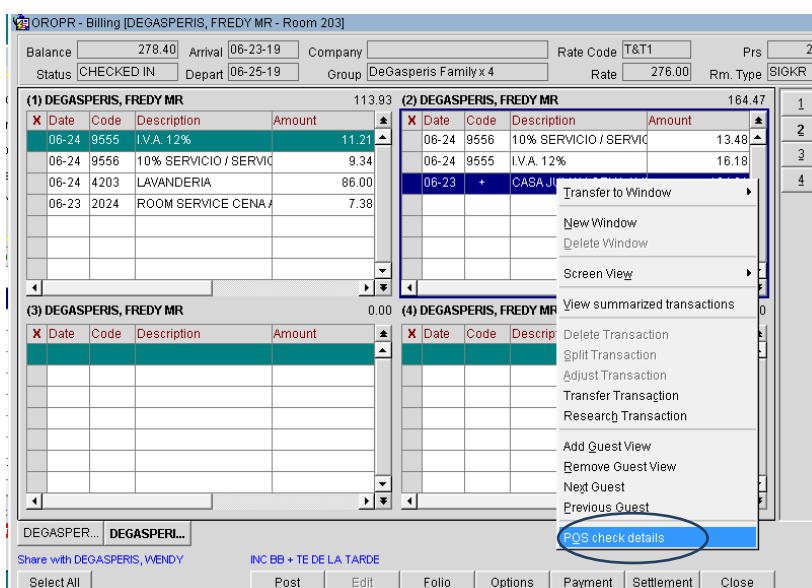 OROPR - Billing [DEGASPERIS, FREDY MR - Room 203]
Balance 278.40 Arrival 06-23-19 Company Rate Code T&T1 Prs 2
Status CHECKED IN Depart 06-25-19 Group DeGasperis Family x 4 Rate 276.00 Rm. Type SIGKR
(1) DEGASPERIS, FREDY MR 113.93
X Date Code Description Amount
06-24 9555 I.V.A. 12% 11.21
06-24 9556 10% SERVICIO / SERVIC 9.34
06-24 4203 LAVANDERIA 86.00
06-23 2024 ROOM SERVICE CENA A 7.38
(2) DEGASPERIS, FREDY MR 164.47
X Date Code Description Amount
06-24 9556 10% SERVICIO / SERVIC 13.48
06-24 9555 I.V.A. 12% 16.18
06-23 +
1
2
3
4
Transfer to Window
New Window
Delete Window
Screen View
View summarized transactions
Delete Transaction
Split Transaction
Adjust Transaction
Transfer Transaction
Research Transaction
Add Guest View
Remove Guest View
Next Guest
Previous Guest
POS check details
(3) DEGASPERIS, FREDY MR 0.00
X Date Code Description Amount
(4) DEGASPERIS, FREDY MR 0
X Date Code Descrip
DEGASPER... DEGASPERI...
Share with DEGASPERIS, WENDY INC BB + TE DE LA TARDE
Select All Post Edit Folio Options Payment Settlement Close